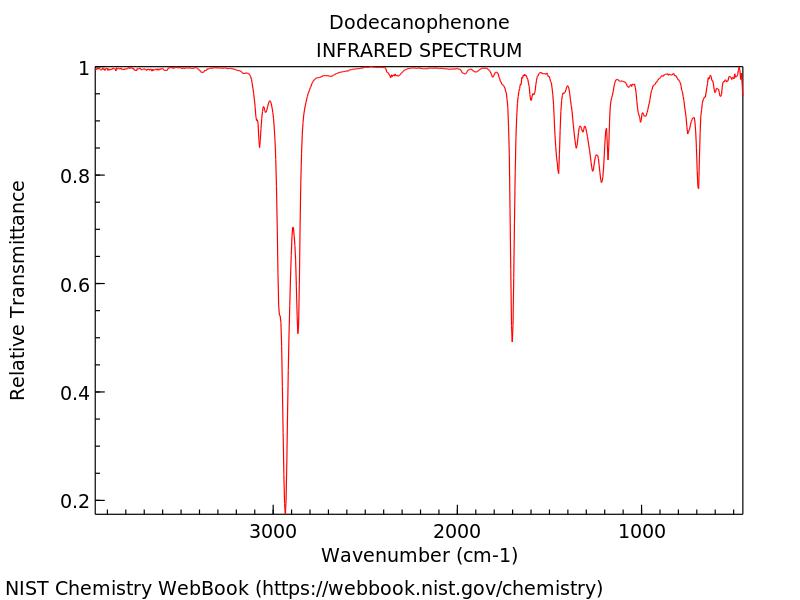 Dodecanophenone
INFRARED SPECTRUM
1
0.8
0.6
0.4
0.2
Relative Transmittance
3000 2000 1000
Wavenumber (cm-1)
NIST Chemistry WebBook (https://webbook.nist.gov/chemistry)